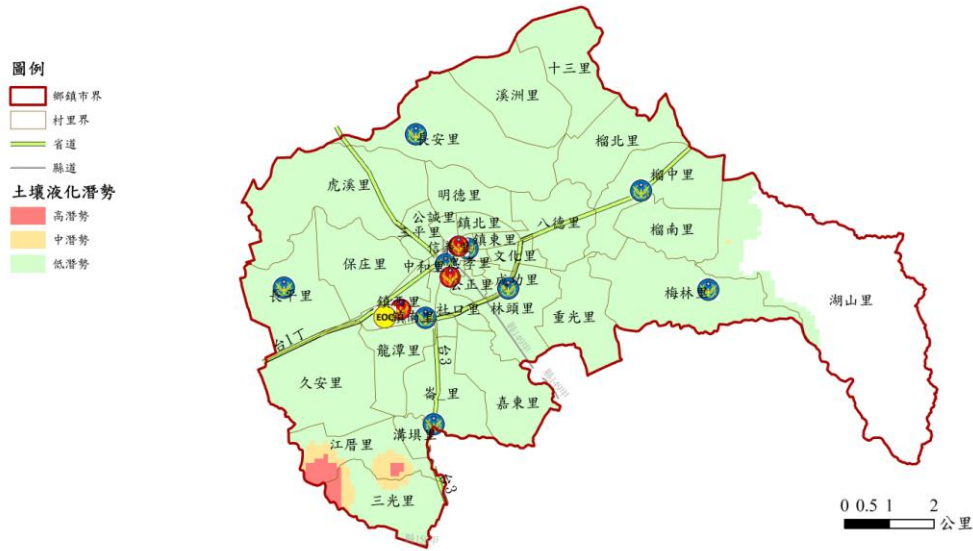 圖例
鄉鎮市界
村里界
省道
縣道
土壤液化潛勢
高潛勢
中潛勢
低潛勢
十三里
溪洲里
榴北里
長安里
榴中里
虎溪里
明德里
公誠里
鎮北里
八德里
三平里
鎮東里
榴南里
文化里
保庄里
中和里
公正里
梅林里
長平里
湖山里
鎮西里
EOC
社口里
林頭里
重光里
台1丁
龍潭里
台3
久安里
嘉東里
溝埧里
江厝里
台3
三光里
0 0.5 1 2
公里